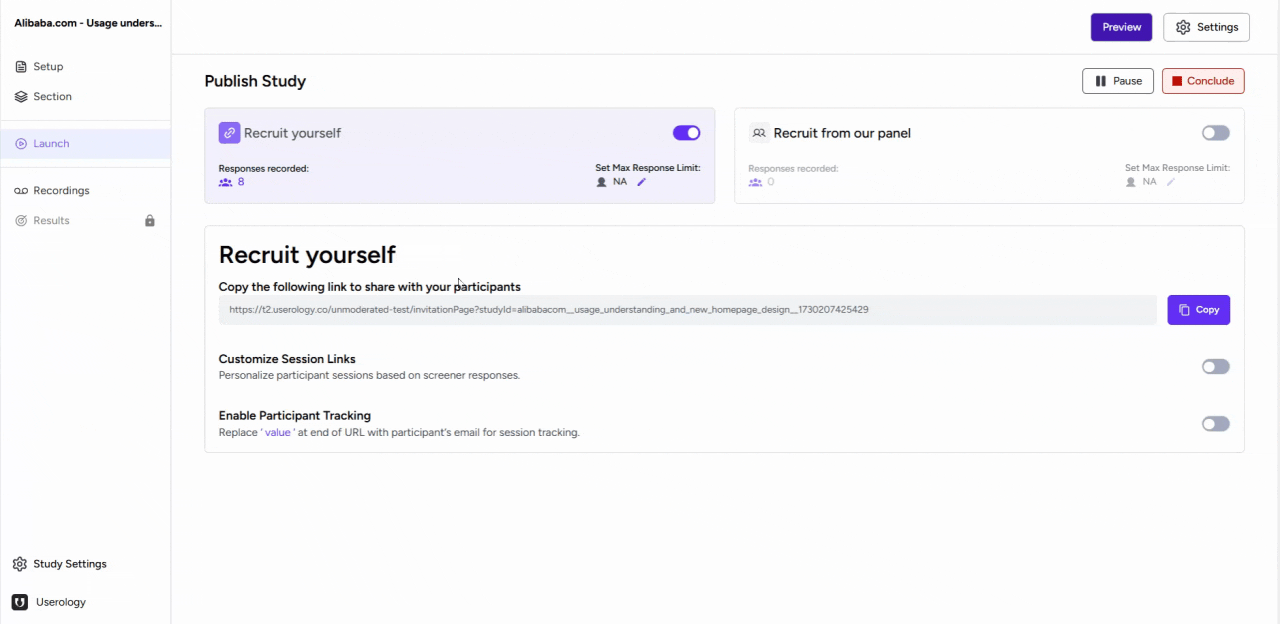 Alibaba.com - Usage unders...
Preview
Settings
Setup
Section
Launch
Recordings
Results
Publish Study
Pause
Conclude
Recruit yourself
Responses recorded:
8
Set Max Response Limit:
NA
Recruit from our panel
Responses recorded:
0
Set Max Response Limit:
NA
Recruit yourself
Copy the following link to share with your participants
https://t2.userology.co/unmoderated-test/invitationPage?studyId=alibabacom__usage_understanding_and_new_homepage_design__1730207425429
Copy
Customize Session Links
Personalize participant sessions based on screener responses.
Enable Participant Tracking
Replace ' value ' at end of URL with participant's email for session tracking.
Study Settings
Userology